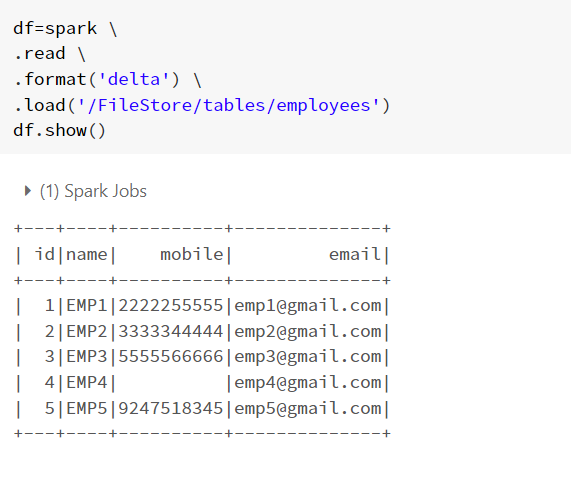 df=spark \
.read \
.format('delta') \
.load('/FileStore/tables/employees')
df.show()
(1) Spark Jobs
+---+----+----------+--------------+
| id|name|    mobile|         email|
+---+----+----------+--------------+
|  1|EMP1|2222255555|emp1@gmail.com|
|  2|EMP2|3333344444|emp2@gmail.com|
|  3|EMP3|5555566666|emp3@gmail.com|
|  4|EMP4|          |emp4@gmail.com|
|  5|EMP5|9247518345|emp5@gmail.com|
+---+----+----------+--------------+